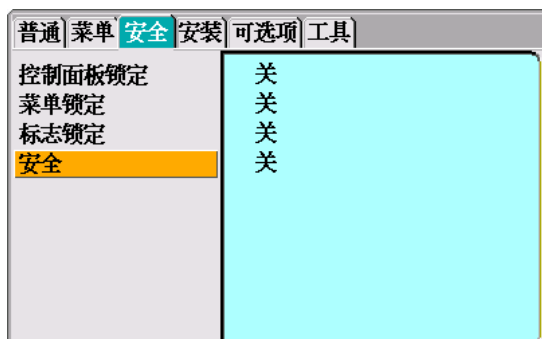 普通 菜单 安全 安装 可选项 工具
控制面板锁定 关
菜单锁定 关
标志锁定 关
安全 关